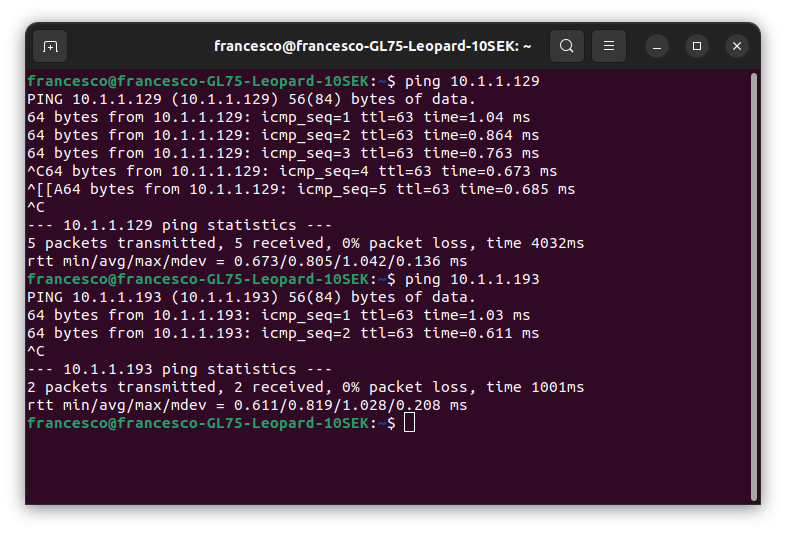 francesco@francesco-GL75-Leopard-10SEK: ~
francesco@francesco-GL75-Leopard-10SEK:~$ ping 10.1.1.129
PING 10.1.1.129 (10.1.1.129) 56(84) bytes of data.
64 bytes from 10.1.1.129: icmp_seq=1 ttl=63 time=1.04 ms
64 bytes from 10.1.1.129: icmp_seq=2 ttl=63 time=0.864 ms
64 bytes from 10.1.1.129: icmp_seq=3 ttl=63 time=0.763 ms
^C64 bytes from 10.1.1.129: icmp_seq=4 ttl=63 time=0.673 ms
^[[A64 bytes from 10.1.1.129: icmp_seq=5 ttl=63 time=0.685 ms
^C
--- 10.1.1.129 ping statistics ---
5 packets transmitted, 5 received, 0% packet loss, time 4032ms
rtt min/avg/max/mdev = 0.673/0.805/1.042/0.136 ms
francesco@francesco-GL75-Leopard-10SEK:~$ ping 10.1.1.193
PING 10.1.1.193 (10.1.1.193) 56(84) bytes of data.
64 bytes from 10.1.1.193: icmp_seq=1 ttl=63 time=1.03 ms
64 bytes from 10.1.1.193: icmp_seq=2 ttl=63 time=0.611 ms
^C
--- 10.1.1.193 ping statistics ---
2 packets transmitted, 2 received, 0% packet loss, time 1001ms
rtt min/avg/max/mdev = 0.611/0.819/1.028/0.208 ms
francesco@francesco-GL75-Leopard-10SEK:~$